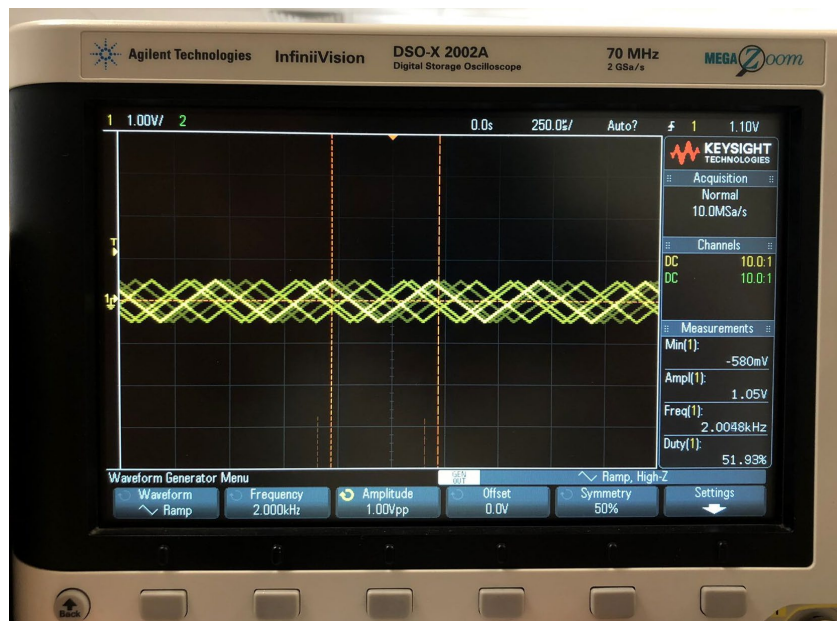 Agilent Technologies InfiniiVision DSO-X 2002A 70 MHz MEGA Zoom
Digital Storage Oscilloscope 2 GSa/s
1 1.00V/ 2 0.0s 250.0µs/ Auto? 1 1.10V
KEYSIGHT
TECHNOLOGIES
Acquisition
Normal
10.0MSa/s
Channels
DC 10.0:1
DC 10.0:1
Measurements
Min(1):
-580mV
Ampl(1):
1.05V
Freq(1):
2.0048kHz
Duty(1):
51.93%
T
1
Waveform Generator Menu GEN OUT Ramp, High-Z
Waveform Frequency Amplitude Offset Symmetry Settings
Ramp 2.000kHz 1.00Vpp 0.0V 50%
Back